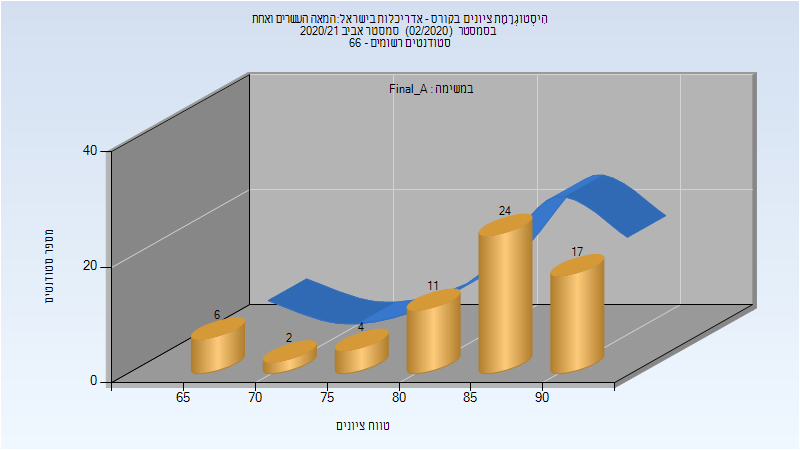 הִיסְטוֹגְרָמַת ציונים בקורס - אדריכלות בישראל:המאה העשרים ואחת
בסמסטר (02/2020) סמסטר אביב 2020/21
סטודנטים רשומים - 66
במשימה : Final_A
מספר סטודנטים
40
20
0
6
2
4
11
24
17
65
70
75
80
85
90
טווח ציונים